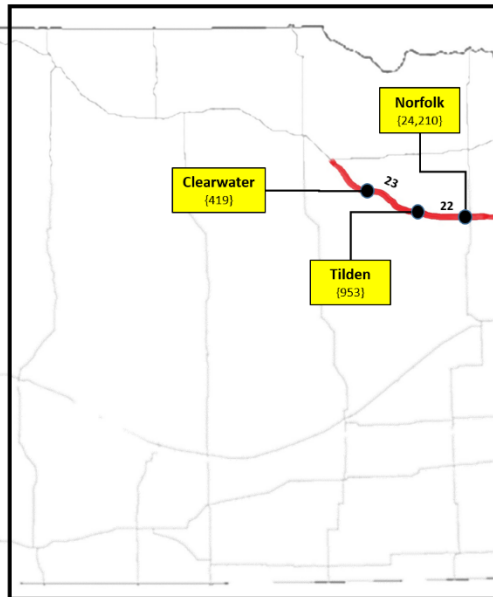 Norfolk
{24,210}
Clearwater
{419}
23
22
Tilden
{953}